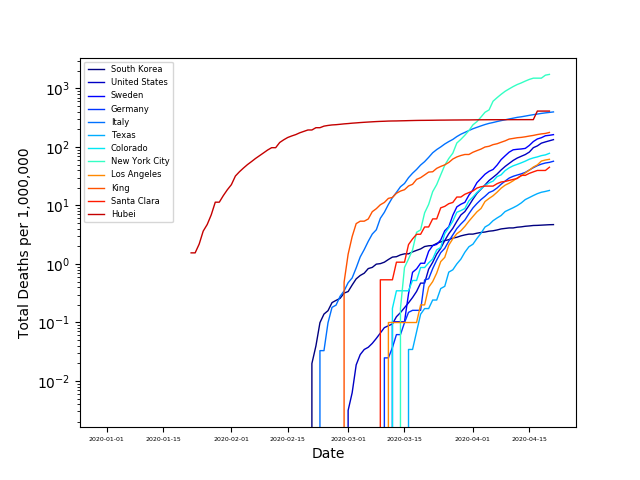 South Korea
United States
Sweden
Germany
Italy
Texas
Colorado
New York City
Los Angeles
King
Santa Clara
Hubei
10³
10²
10¹
10⁰
10⁻¹
10⁻²
Total Deaths per 1,000,000
2020-01-01 2020-01-15 2020-02-01 2020-02-15 2020-03-01 2020-03-15 2020-04-01 2020-04-15
Date